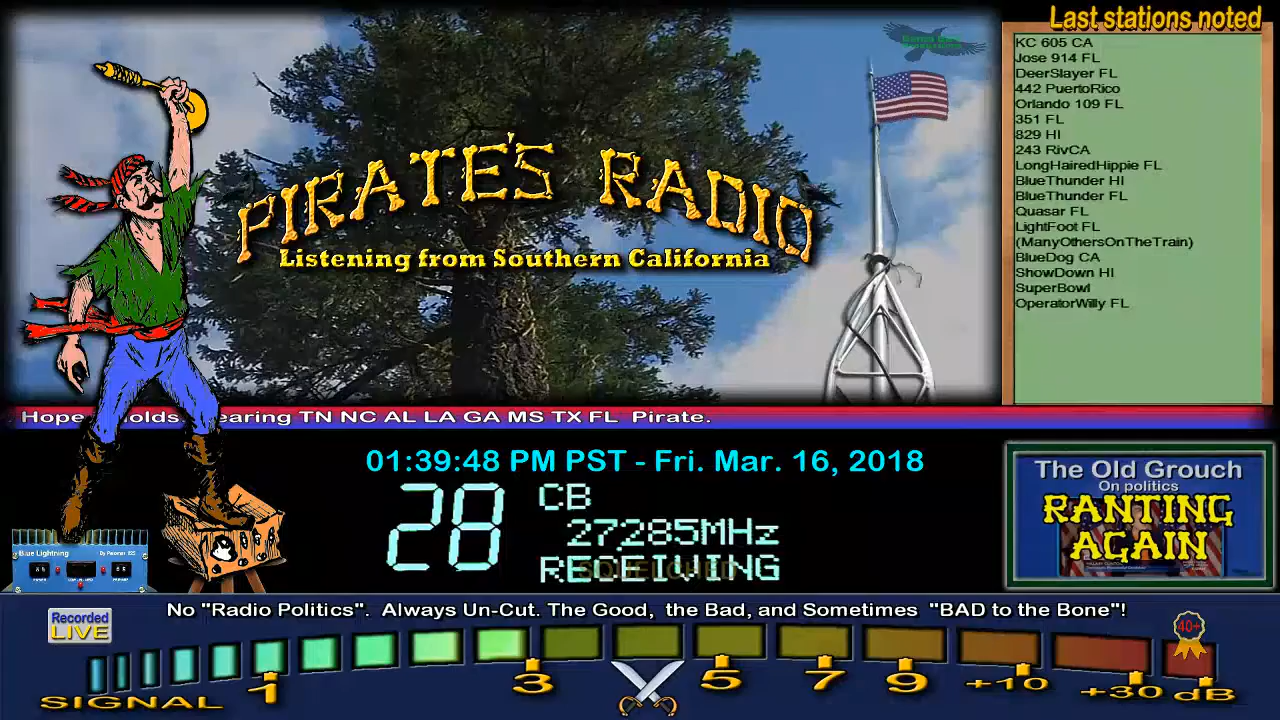 Last stations noted
KC 605 CA
Jose 914 FL
DeerSlayer FL
442 PuertoRico
Orlando 109 FL
351 FL
829 HI
243 RivCA
LongHairedHippie FL
BlueThunder HI
BlueThunder FL
Quasar FL
LightFoot FL
(ManyOthersOnTheTrain)
BlueDog CA
ShowDown HI
SuperBowl
OperatorWilly FL
PIRATE'S RADIO
Listening from Southern California
Hope olds earing TN NC AL LA GA MS TX FL Pirate.
01:39:48 PM PST - Fri. Mar. 16, 2018
28
CB
27.285MHz
RECEIVING
The Old Grouch
On politics
RANTING
AGAIN
Blue Lightning
No "Radio Politics". Always Un-Cut. The Good, the Bad, and Sometimes "BAD to the Bone"!
Recorded
LIVE
40+
SIGNAL 1 3 5 7 9 +10 +30 dB